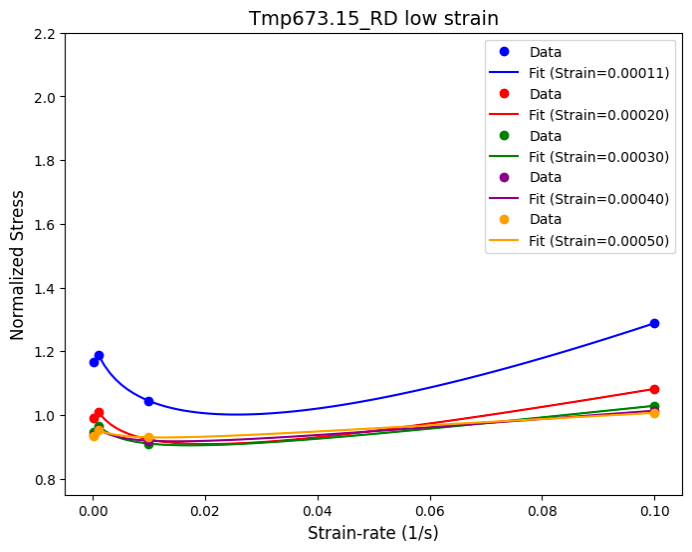 Tmp673.15_RD low strain
Normalized Stress
2.2
2.0
1.8
1.6
1.4
1.2
1.0
0.8
Data
Fit (Strain=0.00011)
Data
Fit (Strain=0.00020)
Data
Fit (Strain=0.00030)
Data
Fit (Strain=0.00040)
Data
Fit (Strain=0.00050)
0.00 0.02 0.04 0.06 0.08 0.10
Strain-rate (1/s)